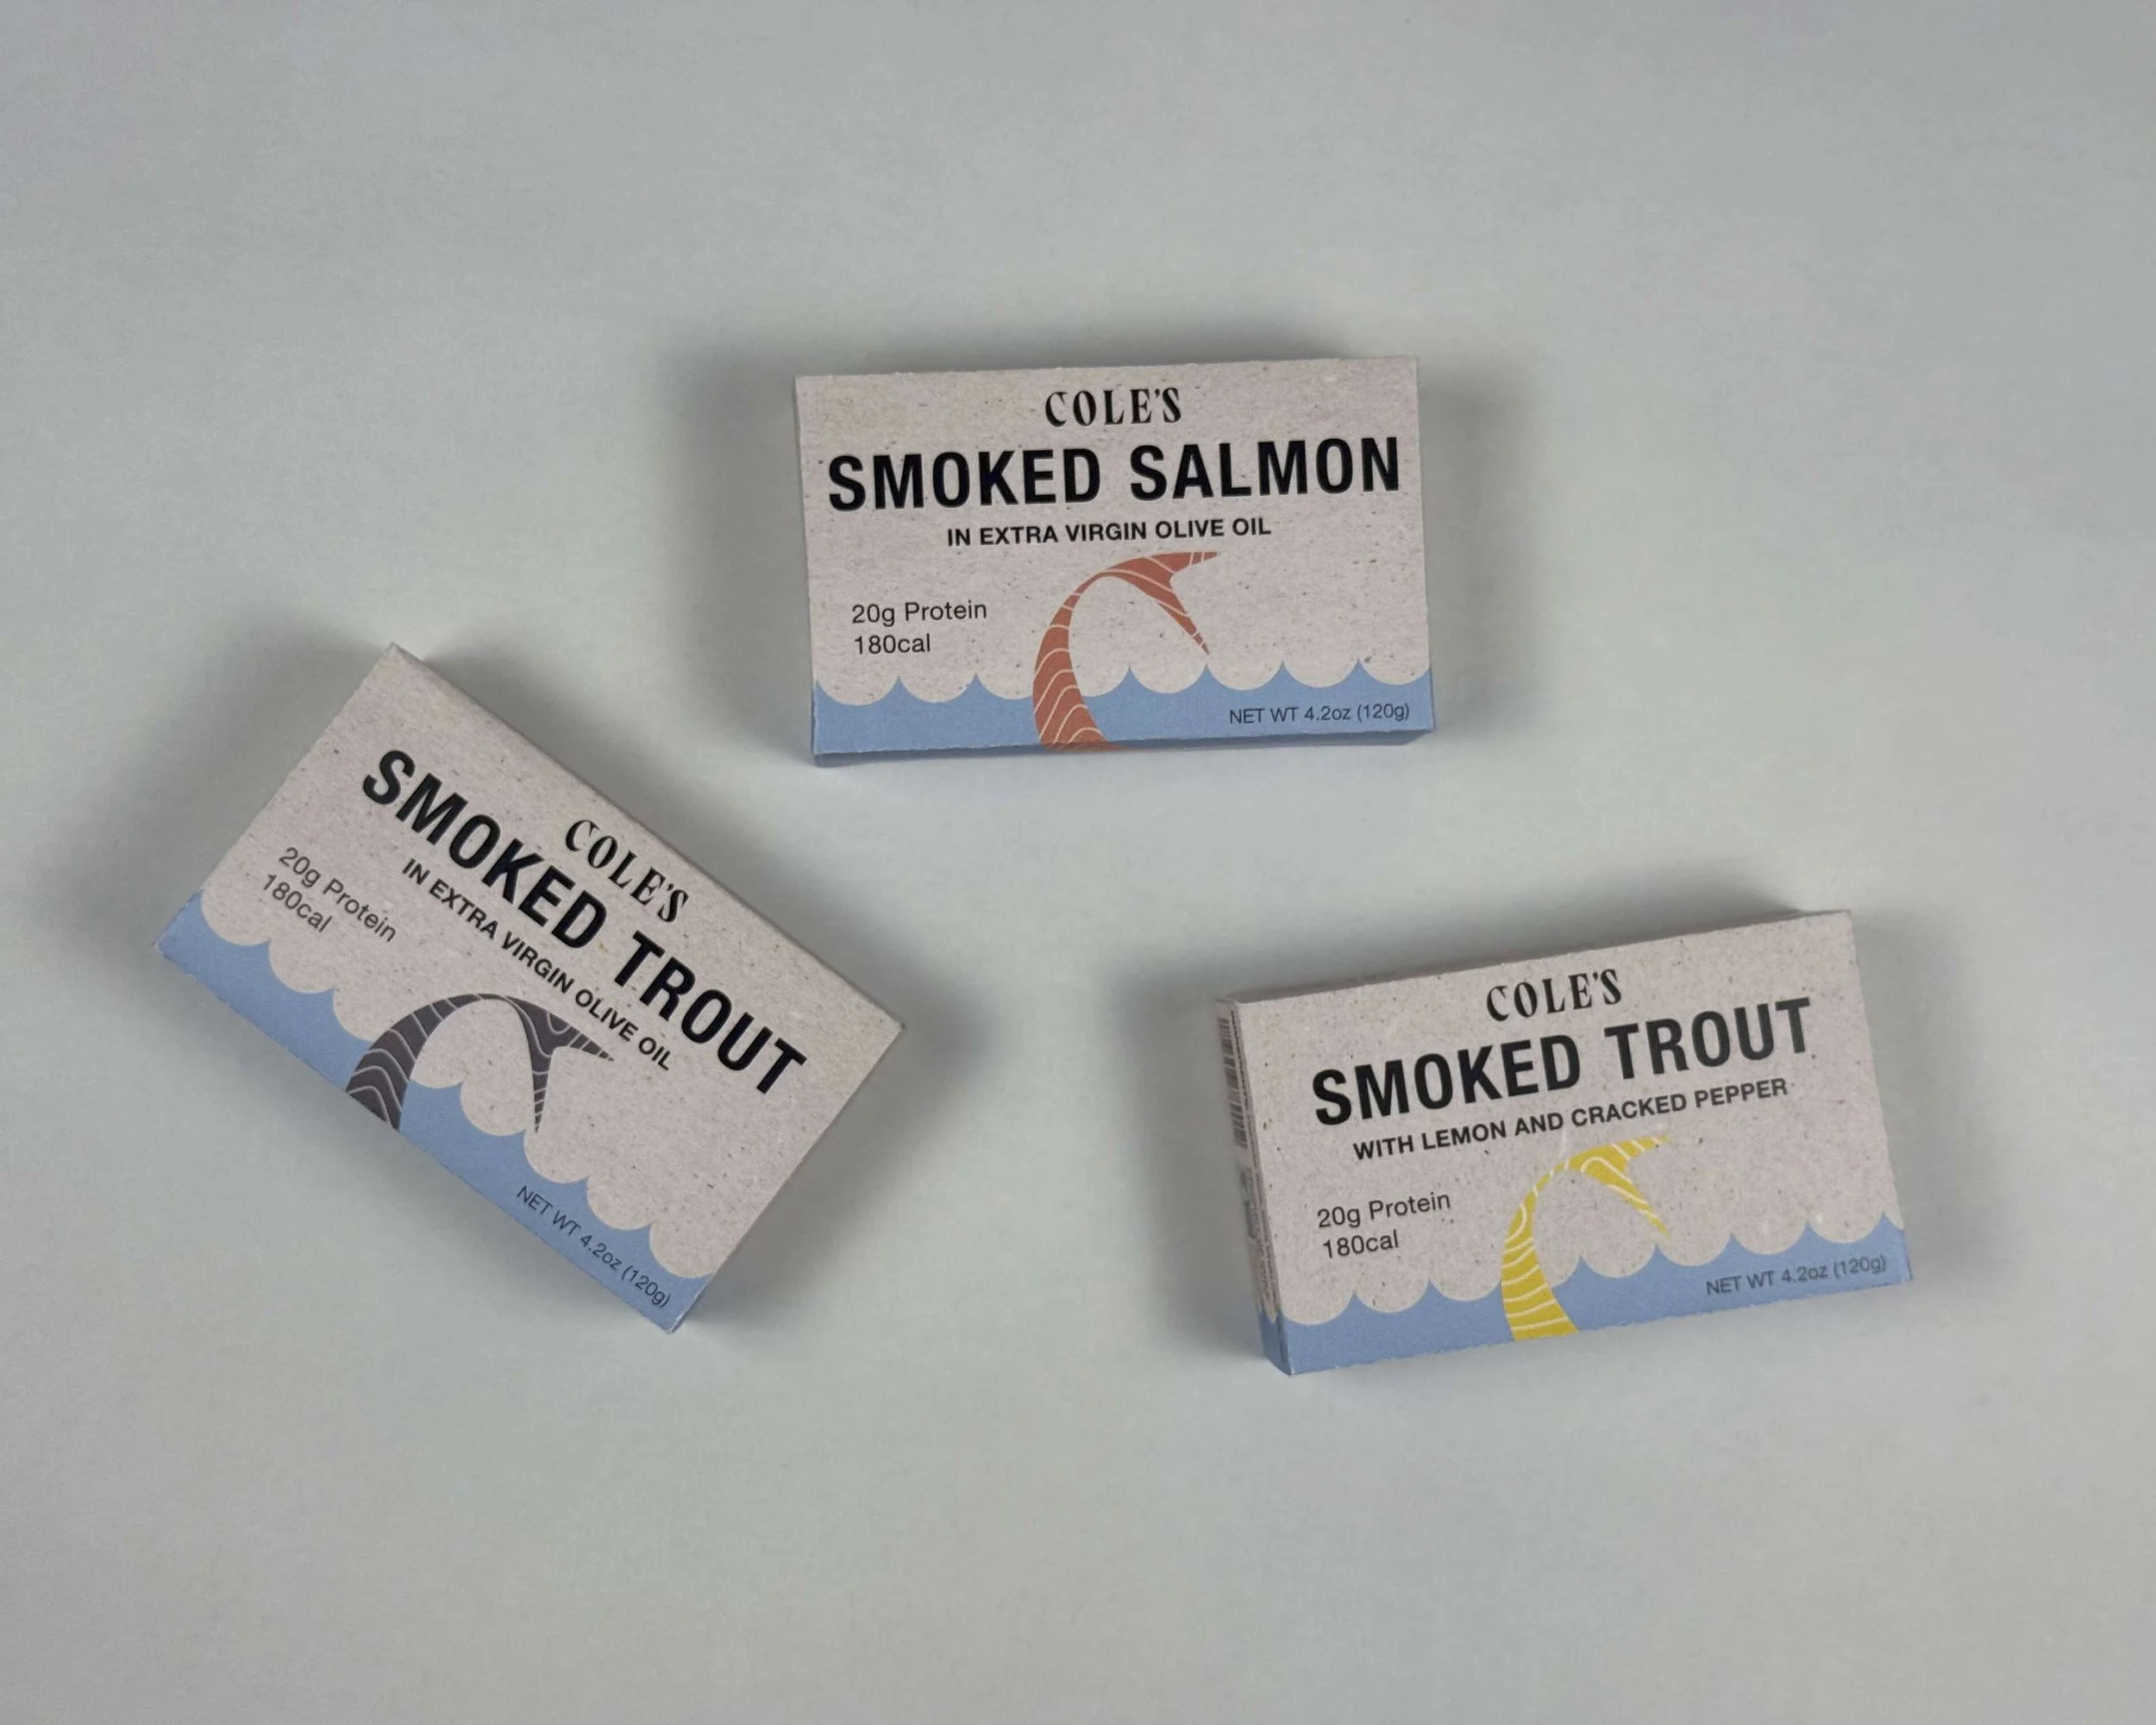 COLE'S
SMOKED SALMON
IN EXTRA VIRGIN OLIVE OIL
20g Protein
180cal
NET WT 4.2oz (120g)
COLE'S
SMOKED TROUT
IN EXTRA VIRGIN OLIVE OIL
20g Protein
180cal
NET WT 4.2oz (120g)
COLE'S
SMOKED TROUT
WITH LEMON AND CRACKED PEPPER
20g Protein
180cal
NET WT 4.2oz (120g)